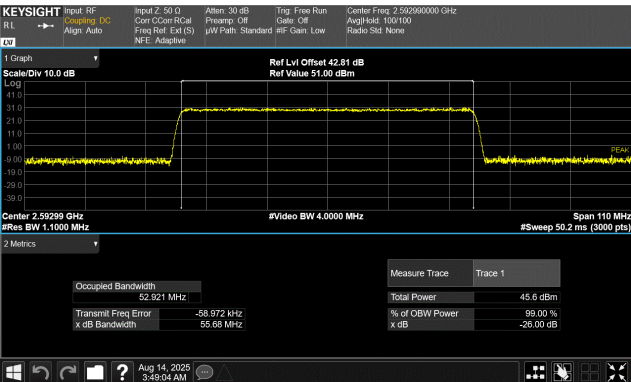 KEYSIGHT Input: RF Input Z: 50 Ω Atten: 30 dB Trig: Free Run Center Freq: 2.592990000 GHz
RL Coupling: DC Corr CCorr RCal Preamp: Off Gate: Off Avg|Hold: 100/100
Align: Auto Freq Ref: Ext (S) µW Path: Standard #IF Gain: Low Radio Std: None
LXI NFE: Adaptive
1 Graph
Ref Lvl Offset 42.81 dB
Scale/Div 10.0 dB Ref Value 51.00 dBm
Log
41.0
31.0
21.0
11.0
1.00
-9.00 PEAK
-19.0
-29.0
-39.0
Center 2.59299 GHz #Video BW 4.0000 MHz Span 110 MHz
#Res BW 1.1000 MHz #Sweep 50.2 ms (3000 pts)
2 Metrics
Measure Trace Trace 1
Occupied Bandwidth
52.921 MHz Total Power 45.6 dBm
Transmit Freq Error -58.972 kHz % of OBW Power 99.00 %
x dB Bandwidth 55.68 MHz x dB -26.00 dB
? Aug 14, 2025
3:49:04 AM